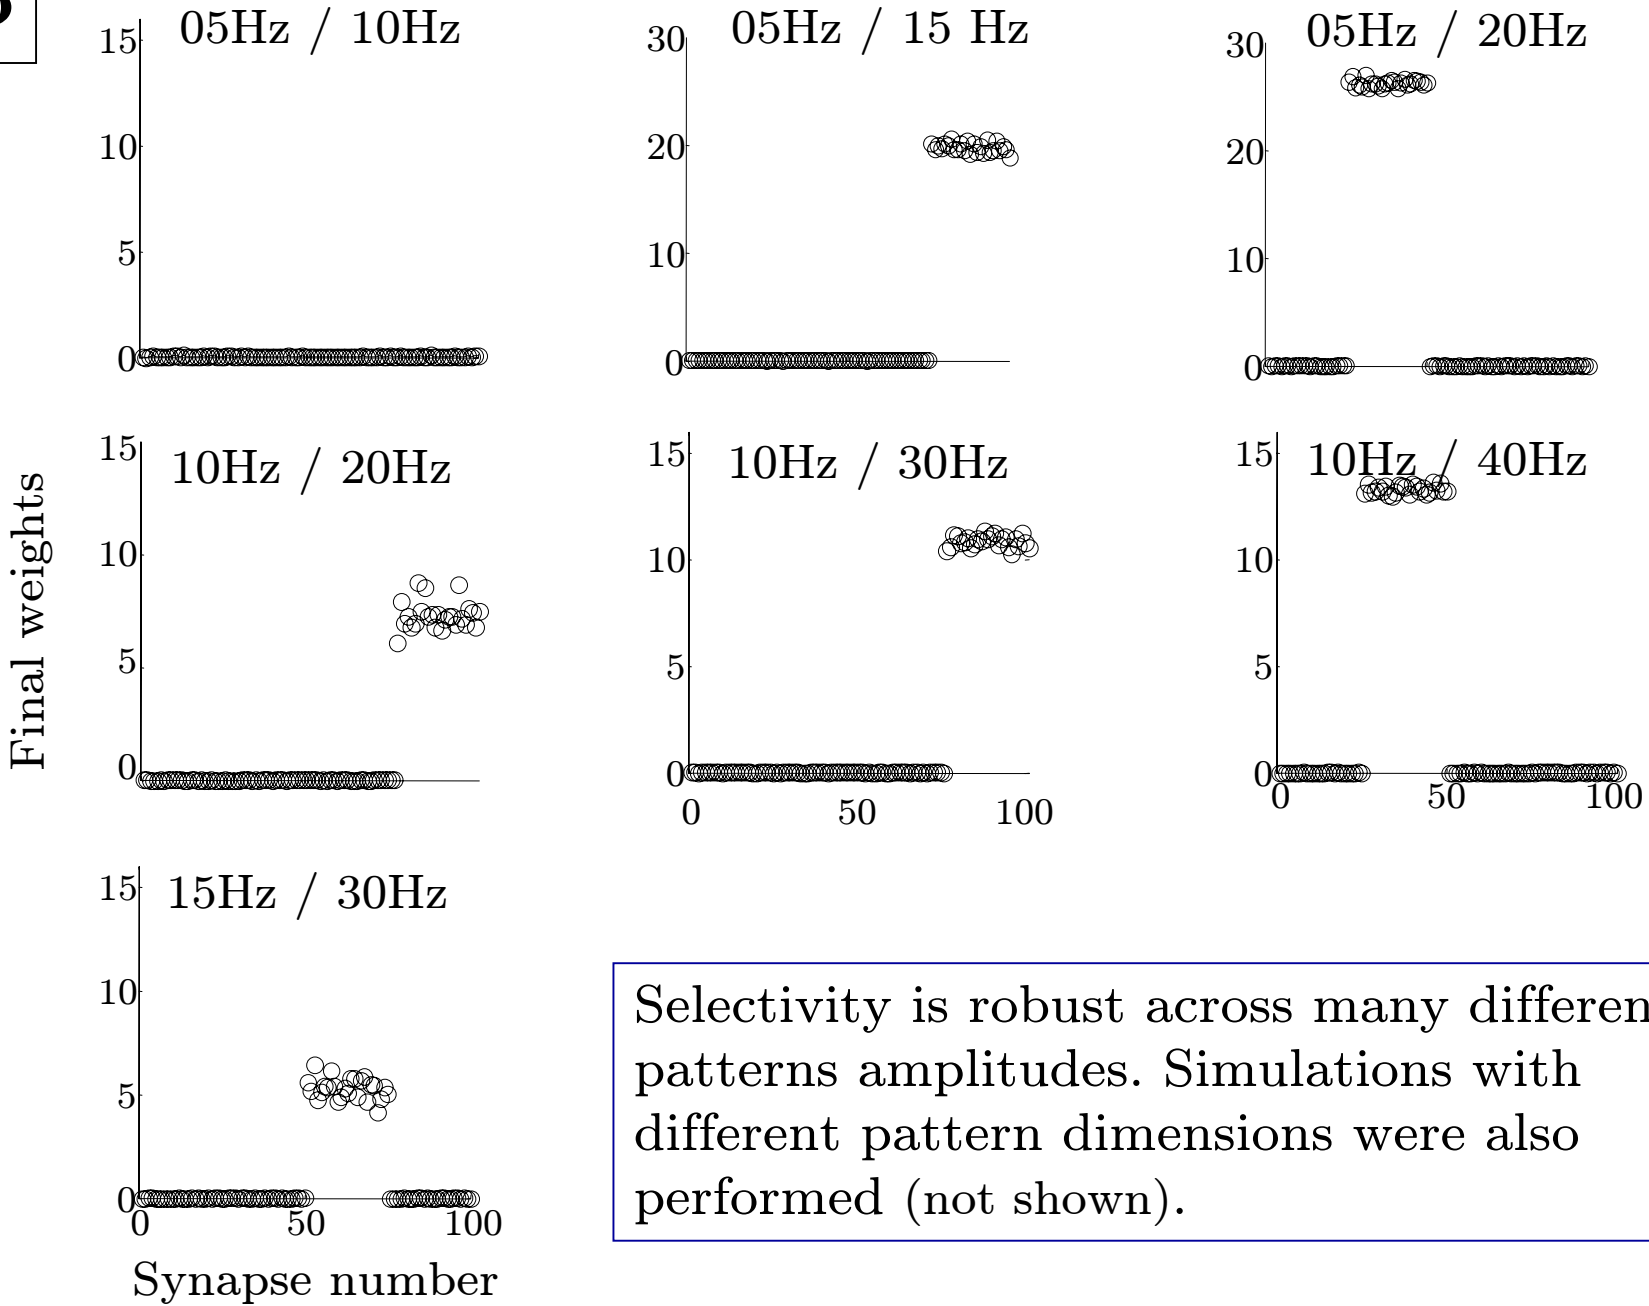 05Hz / 10Hz
15
10
5
0
05Hz / 15 Hz
30
20
10
0
05Hz / 20Hz
30
20
10
0
Final weights
10Hz / 20Hz
15
10
5
0
10Hz / 30Hz
15
10
5
0
0 50 100
10Hz / 40Hz
15
10
5
0
0 50 100
15Hz / 30Hz
15
10
5
0
0 50 100
Synapse number
Selectivity is robust across many differen
patterns amplitudes. Simulations with
different pattern dimensions were also
performed (not shown).